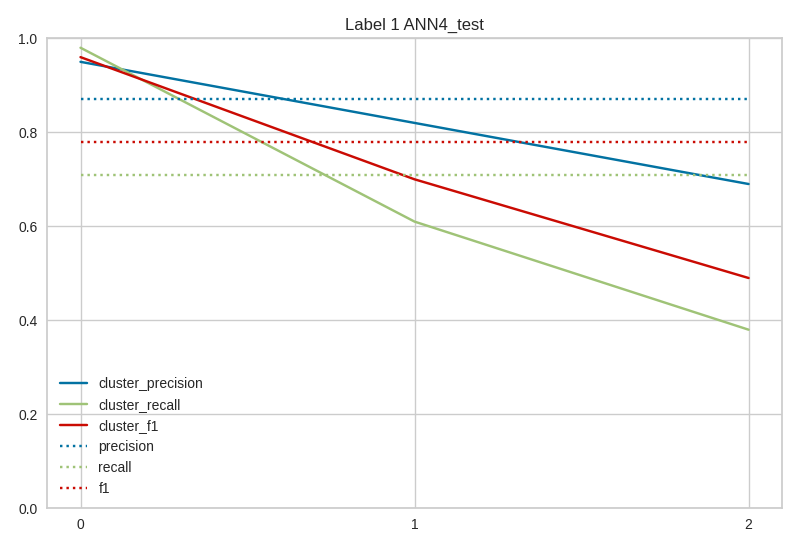 Label 1 ANN4_test
1.0
0.8
0.6
0.4
0.2
0.0
cluster_precision
cluster_recall
cluster_f1
precision
recall
f1
0 1 2